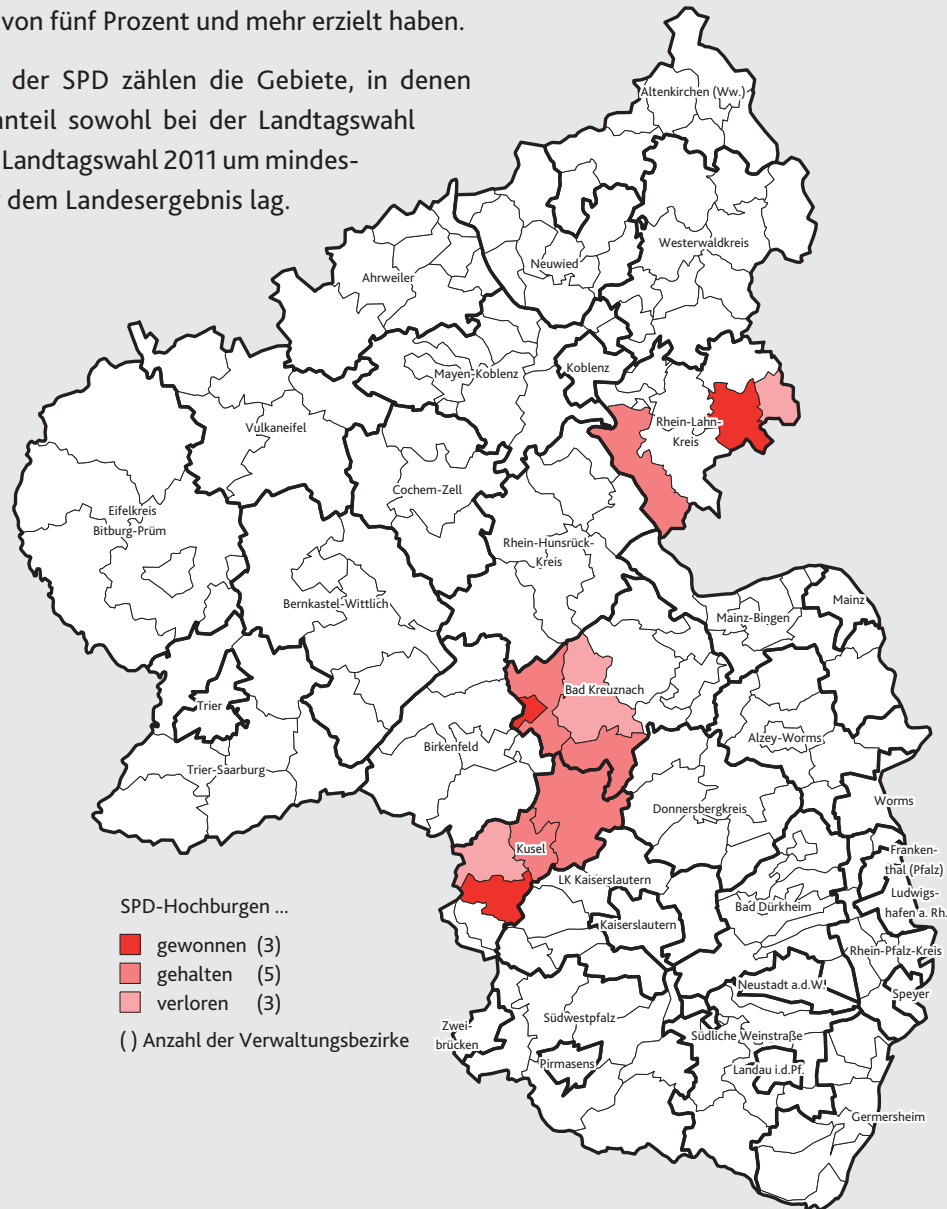 von fünf Prozent und mehr erzielt haben.
der SPD zählen die Gebiete, in denen
anteil sowohl bei der Landtagswahl
Landtagswahl 2011 um mindes-
dem Landesergebnis lag.
Altenkirchen (Ww.)
Westerwaldkreis
Neuwied
Ahrweiler
Koblenz
Mayen-Koblenz
Rhein-Lahn-
Kreis
Vulkaneifel
Cochem-Zell
Eifelkreis
Bitburg-Prüm
Rhein-Hunsrück-
Kreis
Bernkastel-Wittlich
Mainz
Mainz-Bingen
Bad Kreuznach
Trier
Birkenfeld
Alzey-Worms
Trier-Saarburg
Donnersbergkreis
Worms
Kusel
Franken-
thal (Pfalz)
LK Kaiserslautern
Ludwigs-
hafen a. Rh.
Bad Dürkheim
Kaiserslautern
Rhein-Pfalz-Kreis
Neustadt a.d.W.
Speyer
Südwestpfalz
Zwei-
brücken
Südliche Weinstraße
Pirmasens
Landau i.d.Pf.
Germersheim
SPD-Hochburgen ...
gewonnen (3)
gehalten (5)
verloren (3)
( ) Anzahl der Verwaltungsbezirke